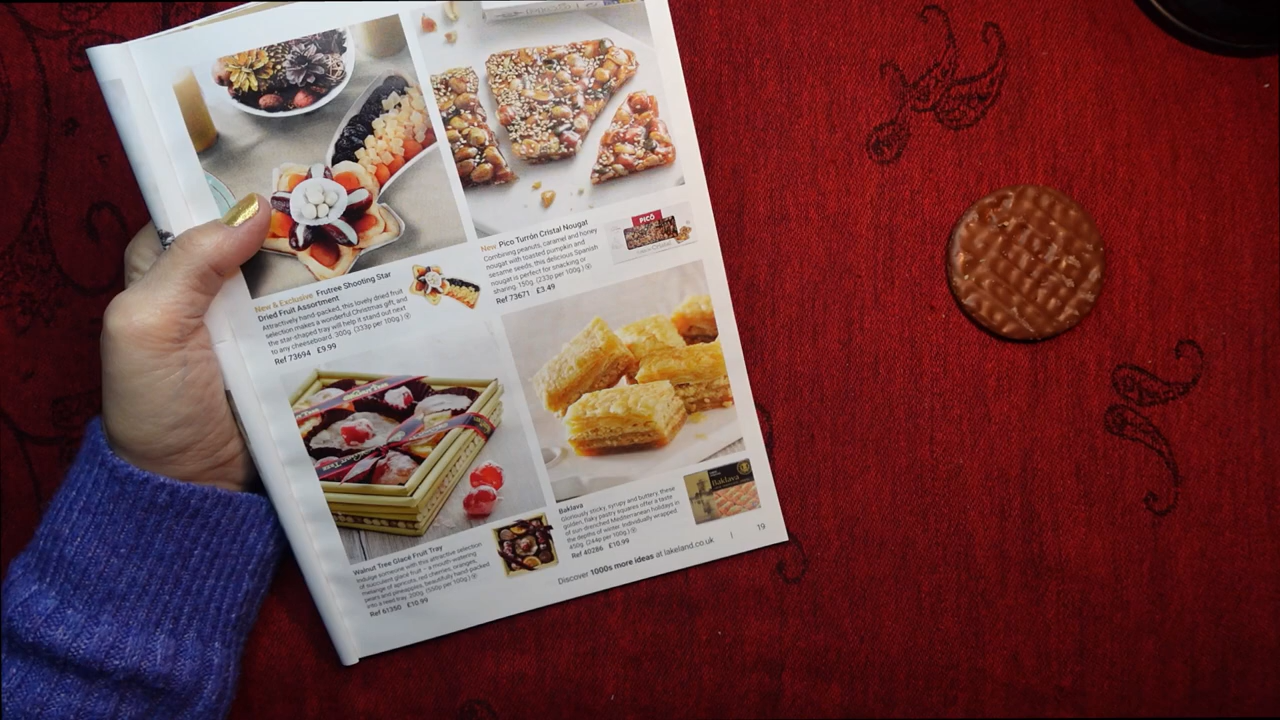 New & Exclusive Frutree Shooting Star
Dried Fruit Assortment
Attractively hand-packed, this lovely dried fruit
selection makes a wonderful Christmas gift, and
the star-shaped tray will help it stand out next
to any cheeseboard. 300g. (333p per 100g.) Ⓥ
Ref 73694 £9.99
New Pico Turrón Cristal Nougat
Combining peanuts, caramel and honey
nougat with toasted pumpkin and
sesame seeds, this delicious Spanish
nougat is perfect for snacking or
sharing. 150g. (233p per 100g.) Ⓥ
Ref 73671 £3.49
PICÓ
Walnut Tree Glacé Fruit Tray
Indulge someone with this attractive selection
of succulent glacé fruit – a mouth-watering
melange of apricots, red cherries, oranges,
pears and pineapples, beautifully hand-packed
into a reed tray. 200g. (550p per 100g.) Ⓥ
Ref 61350 £10.99
Baklava
Gloriously sticky, syrupy and buttery, these
golden, flaky pastry squares offer a taste
of sun-drenched Mediterranean holidays in
the depths of winter. Individually wrapped.
450g. (244p per 100g.) Ⓥ
Ref 40286 £10.99
Baklava
Discover 1000s more ideas at lakeland.co.uk | 19